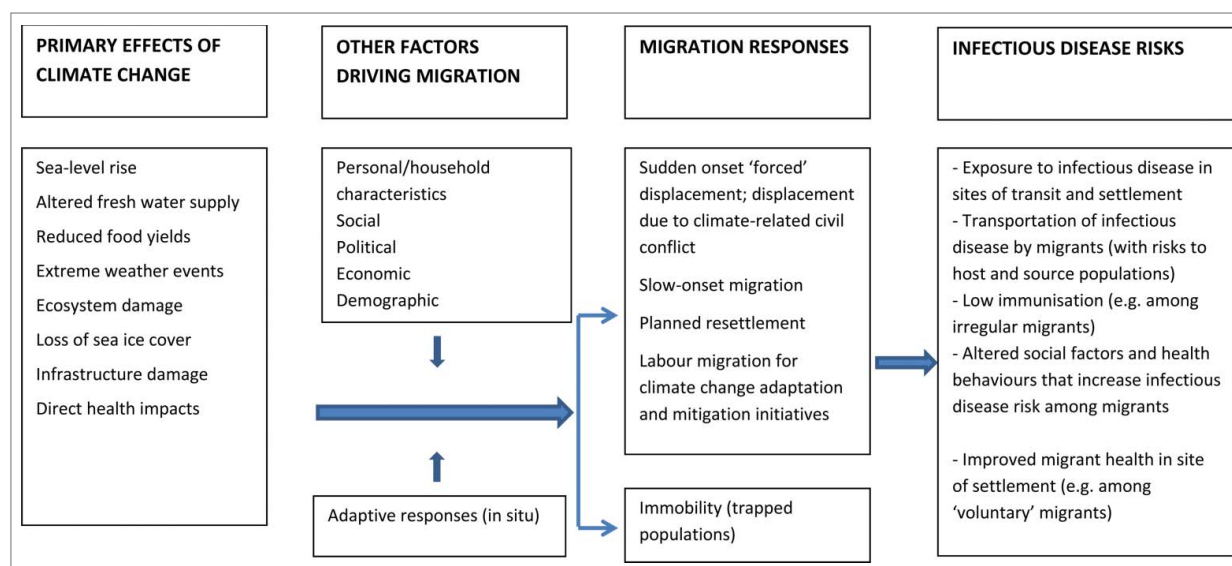 PRIMARY EFFECTS OF
CLIMATE CHANGE
OTHER FACTORS
DRIVING MIGRATION
MIGRATION RESPONSES
INFECTIOUS DISEASE RISKS
Sea-level rise
Altered fresh water supply
Reduced food yields
Extreme weather events
Ecosystem damage
Loss of sea ice cover
Infrastructure damage
Direct health impacts
Personal/household
characteristics
Social
Political
Economic
Demographic
Adaptive responses (in situ)
Sudden onset ‘forced’
displacement; displacement
due to climate-related civil
conflict
Slow-onset migration
Planned resettlement
Labour migration for
climate change adaptation
and mitigation initiatives
Immobility (trapped
populations)
- Exposure to infectious disease in
sites of transit and settlement
- Transportation of infectious
disease by migrants (with risks to
host and source populations)
- Low immunisation (e.g. among
irregular migrants)
- Altered social factors and health
behaviours that increase infectious
disease risk among migrants
- Improved migrant health in site
of settlement (e.g. among
‘voluntary’ migrants)